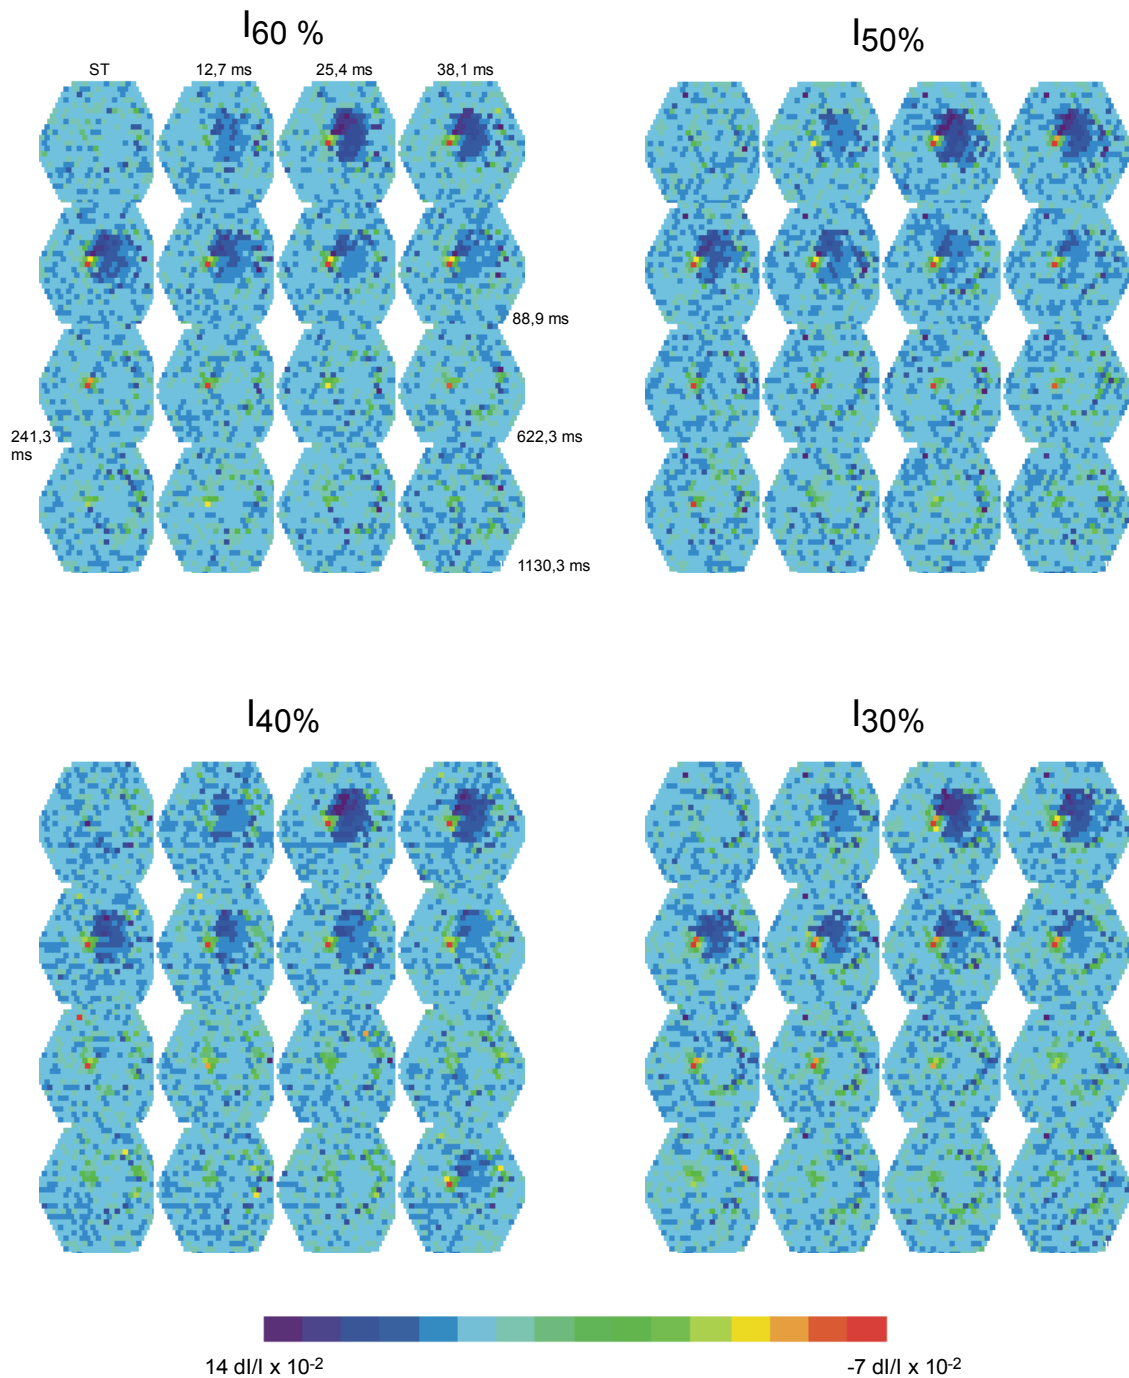 I60 %
I50%
ST
12,7 ms
25,4 ms
38,1 ms
88,9 ms
241,3
ms
622,3 ms
1130,3 ms
I40%
I30%
14 dI/I x 10-2
-7 dI/I x 10-2